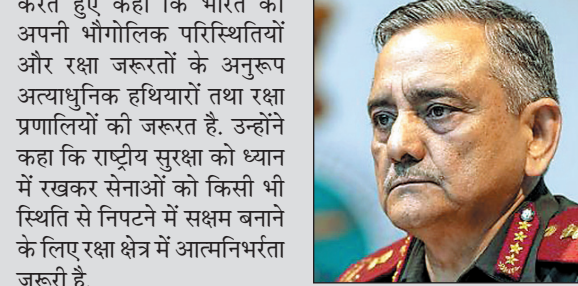 करते हुए कहा कि भारत को
अपनी भौगोलिक परिस्थितियों
और रक्षा जरूरतों के अनुरूप
अत्याधुनिक हथियारों तथा रक्षा
प्रणालियों की जरूरत है. उन्होंने
कहा कि राष्ट्रीय सुरक्षा को ध्यान
में रखकर सेनाओं को किसी भी
स्थिति से निपटने में सक्षम बनाने
के लिए रक्षा क्षेत्र में आत्मनिर्भरता
जरूरी है.